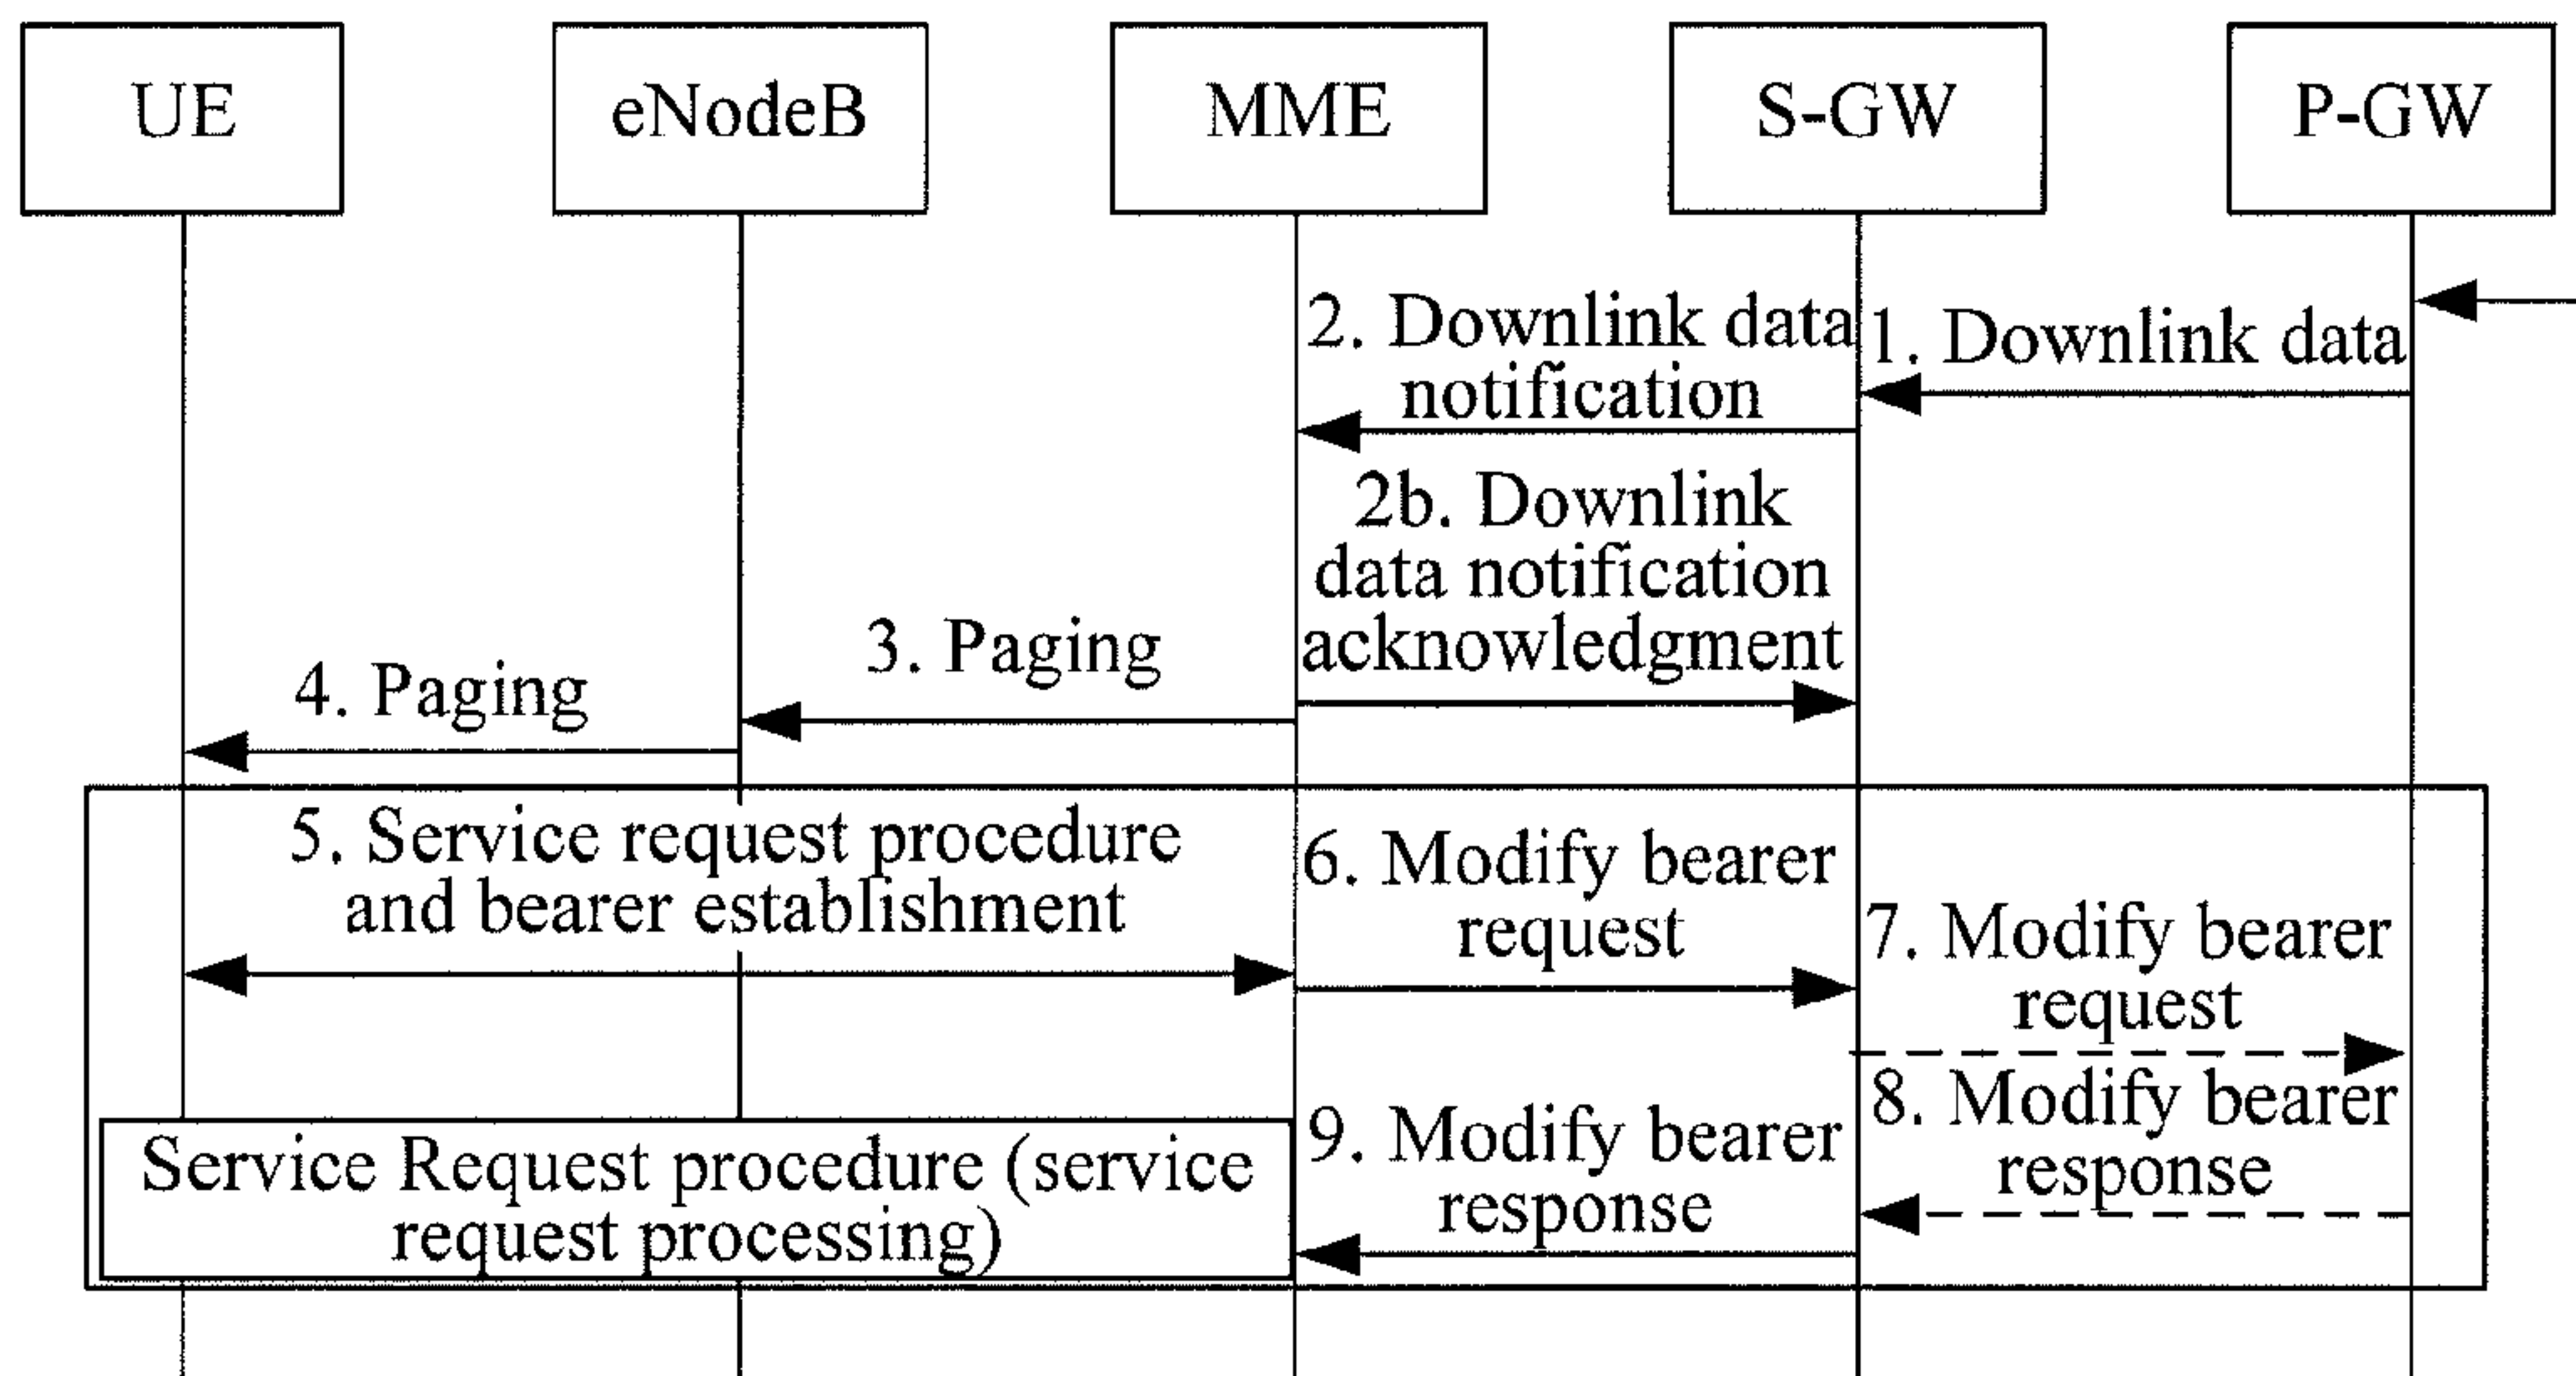 UE
eNodeB
MME
S-GW
P-GW
2. Downlink data
notification
1. Downlink data
2b. Downlink
data notification
acknowledgment
3. Paging
4. Paging
5. Service request procedure
and bearer establishment
6. Modify bearer
request
7. Modify bearer
request
8. Modify bearer
response
9. Modify bearer
response
Service Request procedure (service
request processing)